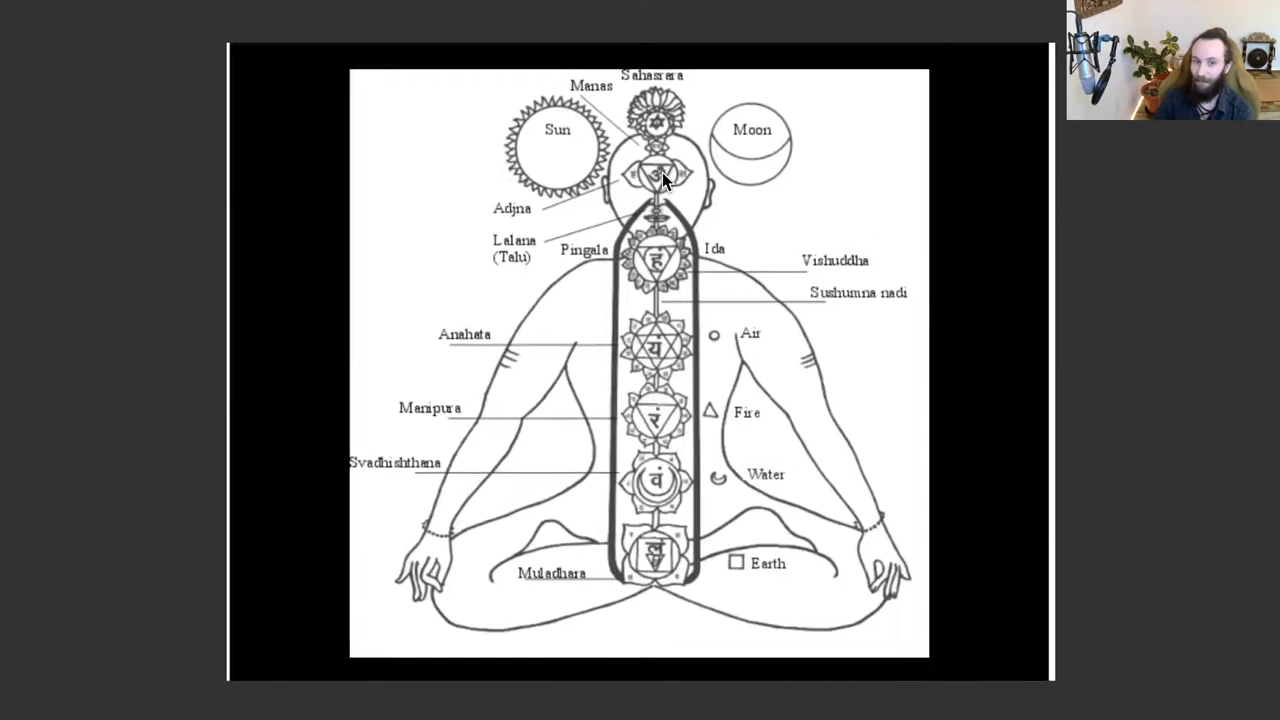 Sahasrara
Manas
Sun
Moon
Adjna
Lalana
(Talu)
Pingala
Ida
हं
Vishuddha
Sushumna nadi
Anahata
यं
Air
Manipura
रं
Fire
Svadhishthana
वं
Water
लं
Muladhara
Earth